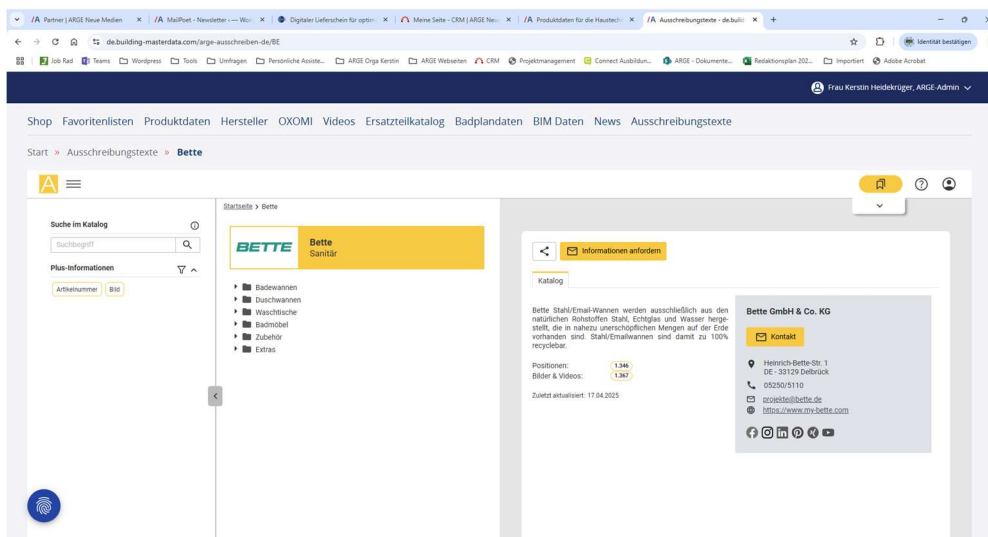 /A Partner | ARGE Neue Medien
/A MailPoet - Newsletter ‹ — Wor
Digitaler Lieferschein für optim
Meine Seite - CRM | ARGE Neu
/A Produktdaten für die Haustech
/A Ausschreibungstexte - de.build
de.building-masterdata.com/arge-ausschreiben-de/BE
Identität bestätigen
Job Rad Teams Wordpress Tools Umfragen Persönliche Assiste... ARGE Orga Kerstin ARGE Webseiten CRM Projektmanagement Connect Ausbildun... ARGE - Dokumente... Redaktionsplan 202... Importiert Adobe Acrobat
Frau Kerstin Heidekrüger, ARGE-Admin
Shop Favoritenlisten Produktdaten Hersteller OXOMI Videos Ersatzteilkatalog Badplandaten BIM Daten News Ausschreibungstexte
Start » Ausschreibungstexte » Bette
A
Suche im Katalog
Suchbegriff
Plus-Informationen
Artikelnummer Bild
Startseite > Bette
BETTE
Bette
Sanitär
Badewannen
Duschwannen
Waschtische
Badmöbel
Zubehör
Extras
Informationen anfordern
Katalog
Bette Stahl/Email-Wannen werden ausschließlich aus den
natürlichen Rohstoffen Stahl, Echtglas und Wasser herge-
stellt, die in nahezu unerschöpflichen Mengen auf der Erde
vorhanden sind. Stahl/Emailwannen sind damit zu 100%
recyclebar.
Positionen: 1.346
Bilder & Videos: 1.367
Zuletzt aktualisiert: 17.04.2025
Bette GmbH & Co. KG
Kontakt
Heinrich-Bette-Str. 1
DE - 33129 Delbrück
05250/5110
projekte@bette.de
https://www.my-bette.com